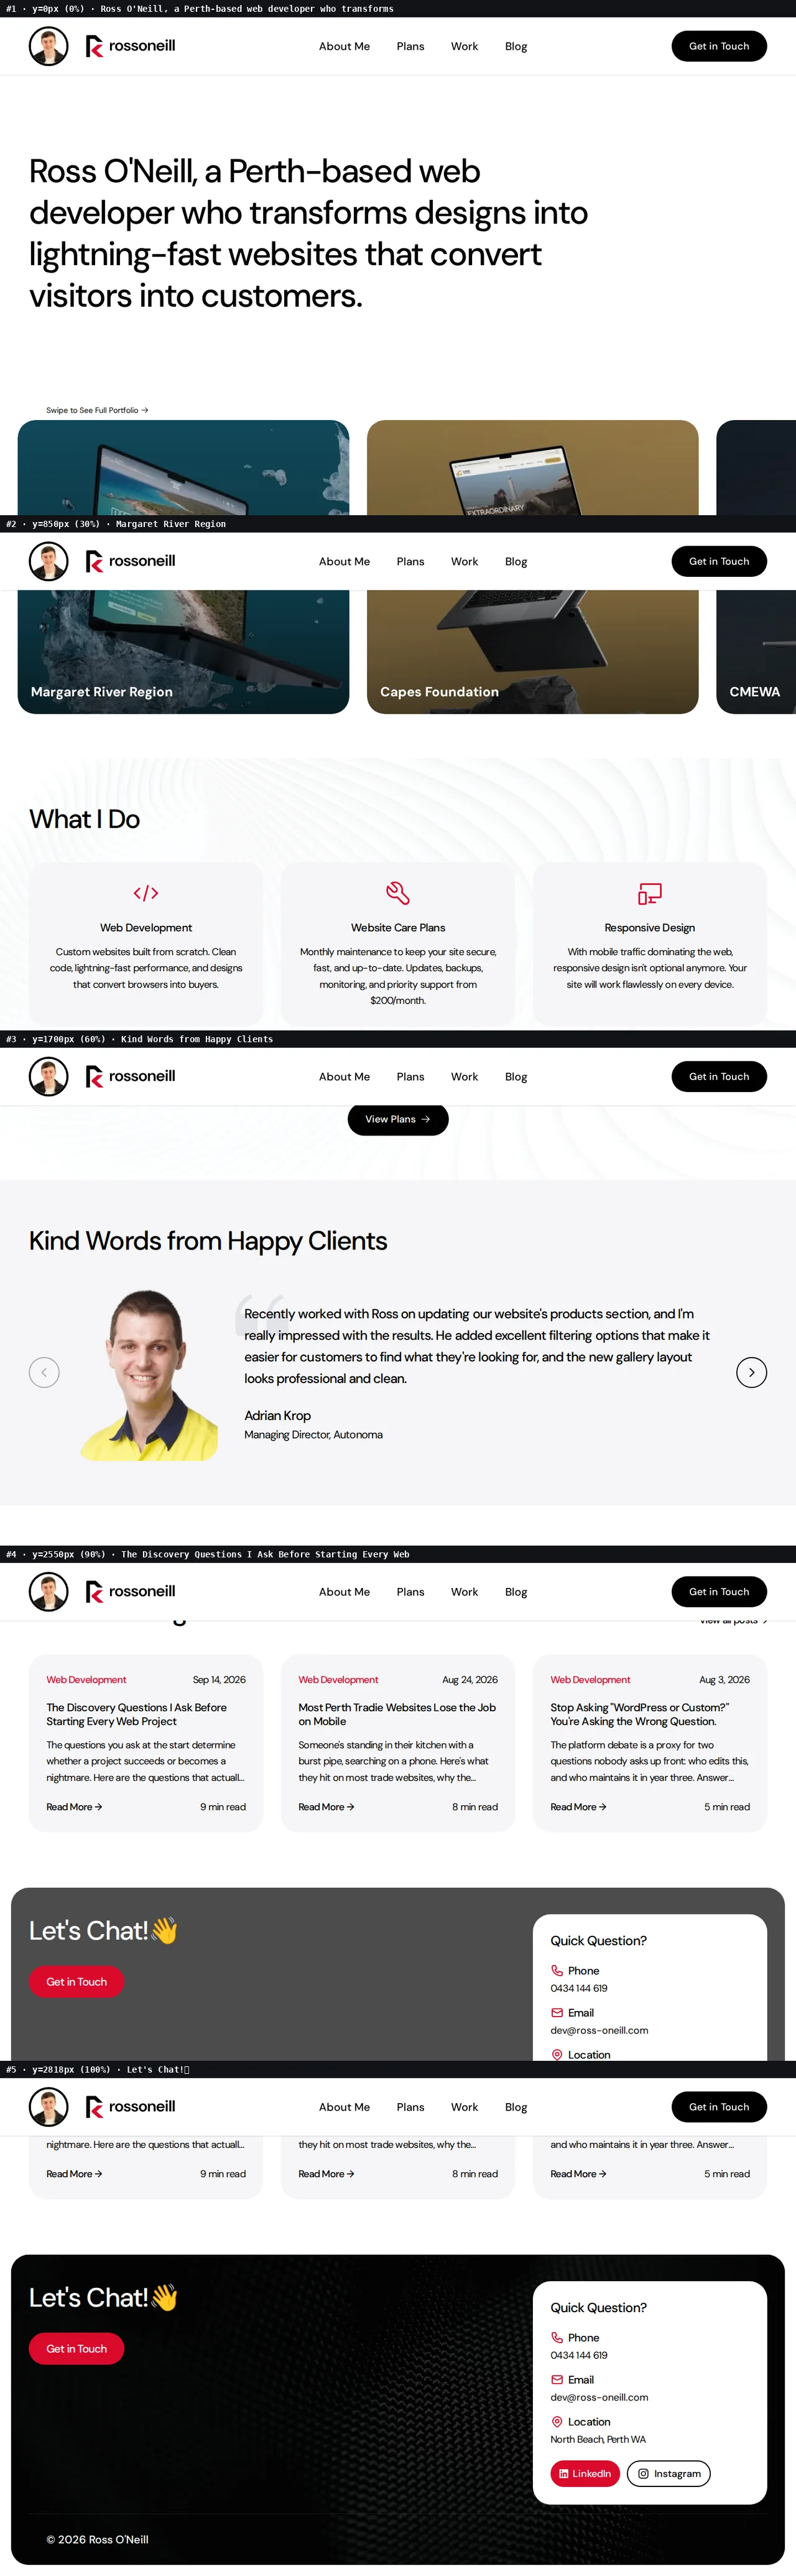 #1 · y=0px (0%) · Ross O'Neill, a Perth-based web developer who transforms
rossoneill
About Me
Plans
Work
Blog
Get in Touch
Ross O'Neill, a Perth-based web
developer who transforms designs into
lightning-fast websites that convert
visitors into customers.
Swipe to See Full Portfolio →
EXTRAORDINARY
#2 · y=850px (30%) · Margaret River Region
rossoneill
About Me
Plans
Work
Blog
Get in Touch
Margaret River Region
Capes Foundation
CMEWA
What I Do
Web Development
Custom websites built from scratch. Clean
code, lightning-fast performance, and designs
that convert browsers into buyers.
Website Care Plans
Monthly maintenance to keep your site secure,
fast, and up-to-date. Updates, backups,
monitoring, and priority support from
$200/month.
Responsive Design
With mobile traffic dominating the web,
responsive design isn't optional anymore. Your
site will work flawlessly on every device.
#3 · y=1700px (60%) · Kind Words from Happy Clients
rossoneill
About Me
Plans
Work
Blog
Get in Touch
View Plans →
Kind Words from Happy Clients
Recently worked with Ross on updating our website's products section, and I'm
really impressed with the results. He added excellent filtering options that make it
easier for customers to find what they're looking for, and the new gallery layout
looks professional and clean.
Adrian Krop
Managing Director, Autonoma
#4 · y=2550px (90%) · The Discovery Questions I Ask Before Starting Every Web
rossoneill
About Me
Plans
Work
Blog
Get in Touch
View all posts
Web Development
Sep 14, 2026
The Discovery Questions I Ask Before
Starting Every Web Project
The questions you ask at the start determine
whether a project succeeds or becomes a
nightmare. Here are the questions that actuall...
Read More →
9 min read
Web Development
Aug 24, 2026
Most Perth Tradie Websites Lose the Job
on Mobile
Someone's standing in their kitchen with a
burst pipe, searching on a phone. Here's what
they hit on most trade websites, why the...
Read More →
8 min read
Web Development
Aug 3, 2026
Stop Asking "WordPress or Custom?"
You're Asking the Wrong Question.
The platform debate is a proxy for two
questions nobody asks up front: who edits this,
and who maintains it in year three. Answer...
Read More →
5 min read
Let's Chat!👋
Get in Touch
Quick Question?
Phone
0434 144 619
Email
dev@ross-oneill.com
Location
#5 · y=2818px (100%) · Let's Chat!
rossoneill
About Me
Plans
Work
Blog
Get in Touch
nightmare. Here are the questions that actuall...
Read More →
9 min read
they hit on most trade websites, why the...
Read More →
8 min read
and who maintains it in year three. Answer...
Read More →
5 min read
Let's Chat!👋
Get in Touch
Quick Question?
Phone
0434 144 619
Email
dev@ross-oneill.com
Location
North Beach, Perth WA
LinkedIn
Instagram
© 2026 Ross O'Neill